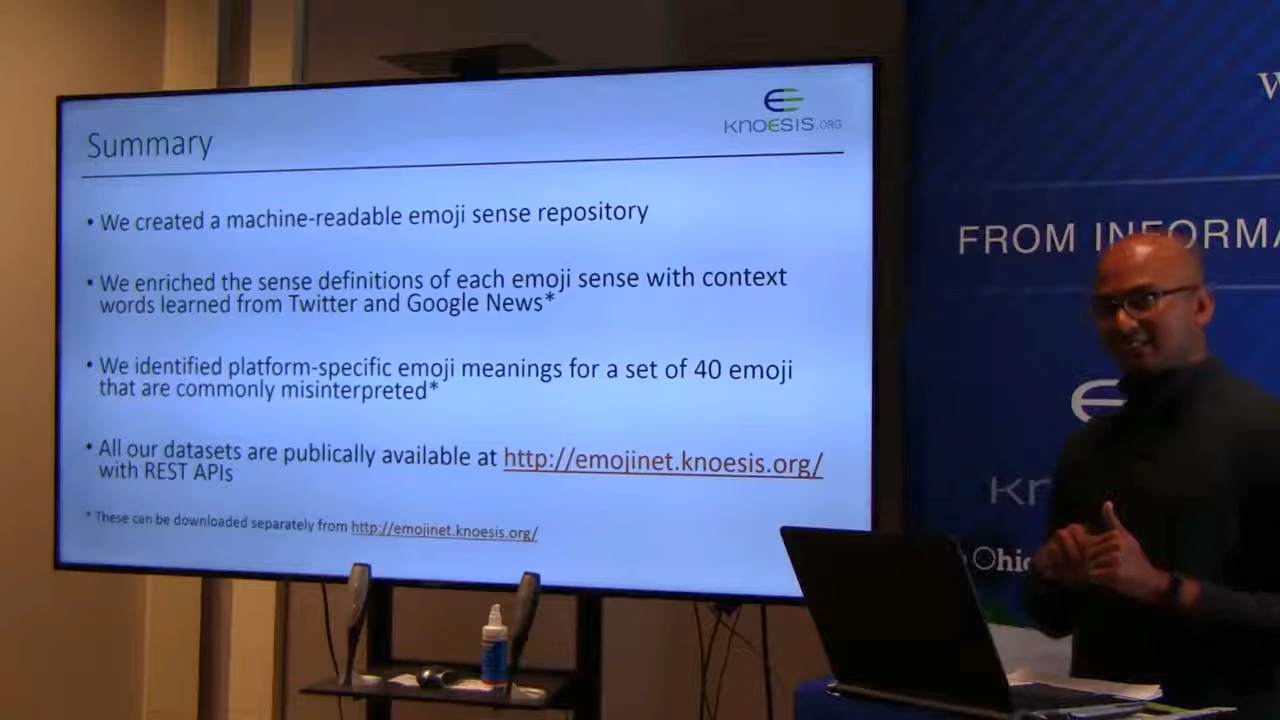 KNOESIS.ORG
Summary
• We created a machine-readable emoji sense repository
• We enriched the sense definitions of each emoji sense with context
words learned from Twitter and Google News*
• We identified platform-specific emoji meanings for a set of 40 emoji
that are commonly misinterpreted*
• All our datasets are publically available at http://emojinet.knoesis.org/
with REST APIs
* These can be downloaded separately from http://emojinet.knoesis.org/
W
FROM INFORMA
Kn
Ohio